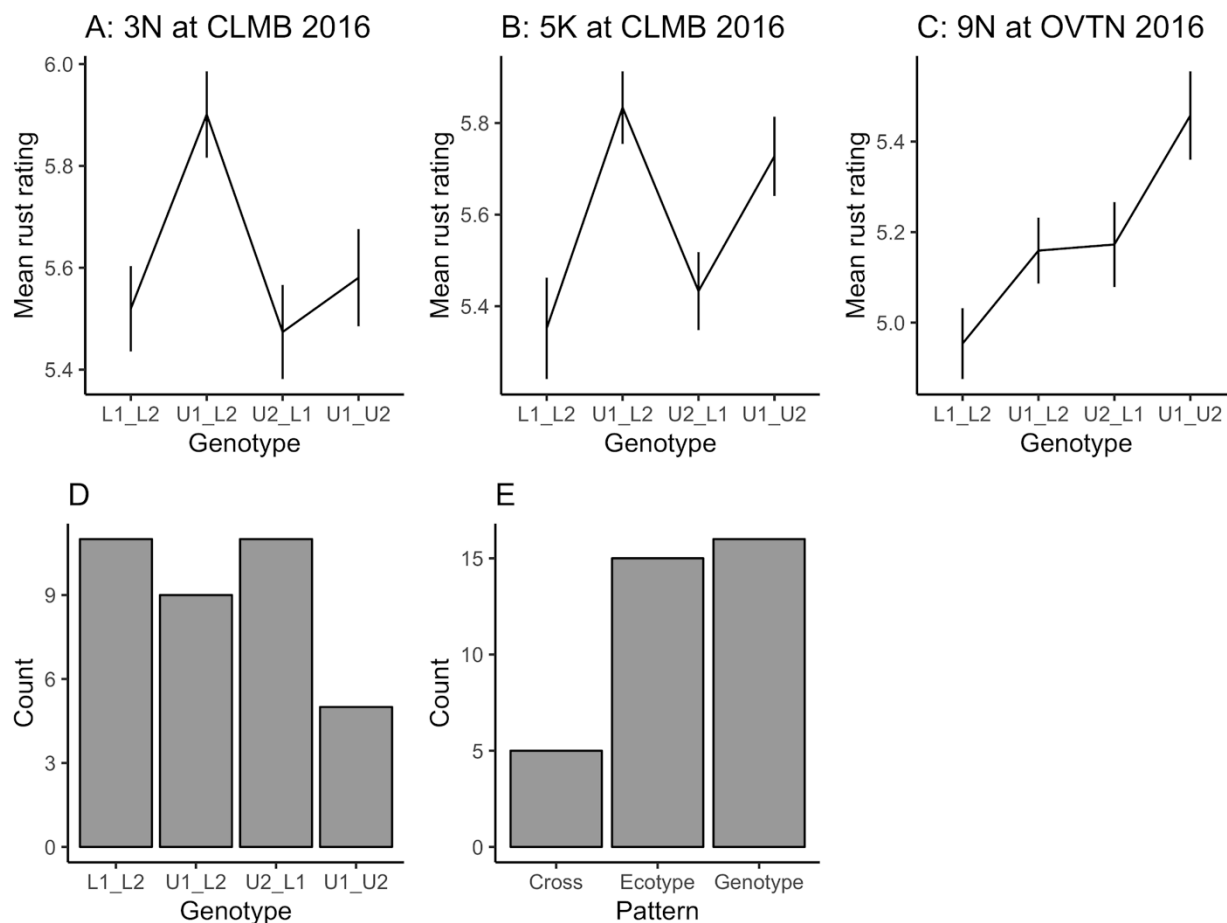 A: 3N at CLMB 2016
Mean rust rating
6.0
5.8
5.6
5.4
L1_L2 U1_L2 U2_L1 U1_U2
Genotype
B: 5K at CLMB 2016
Mean rust rating
5.8
5.6
5.4
L1_L2 U1_L2 U2_L1 U1_U2
Genotype
C: 9N at OVTN 2016
Mean rust rating
5.4
5.2
5.0
L1_L2 U1_L2 U2_L1 U1_U2
Genotype
D
Count
9
6
3
0
L1_L2 U1_L2 U2_L1 U1_U2
Genotype
E
Count
15
10
5
0
Cross Ecotype Genotype
Pattern